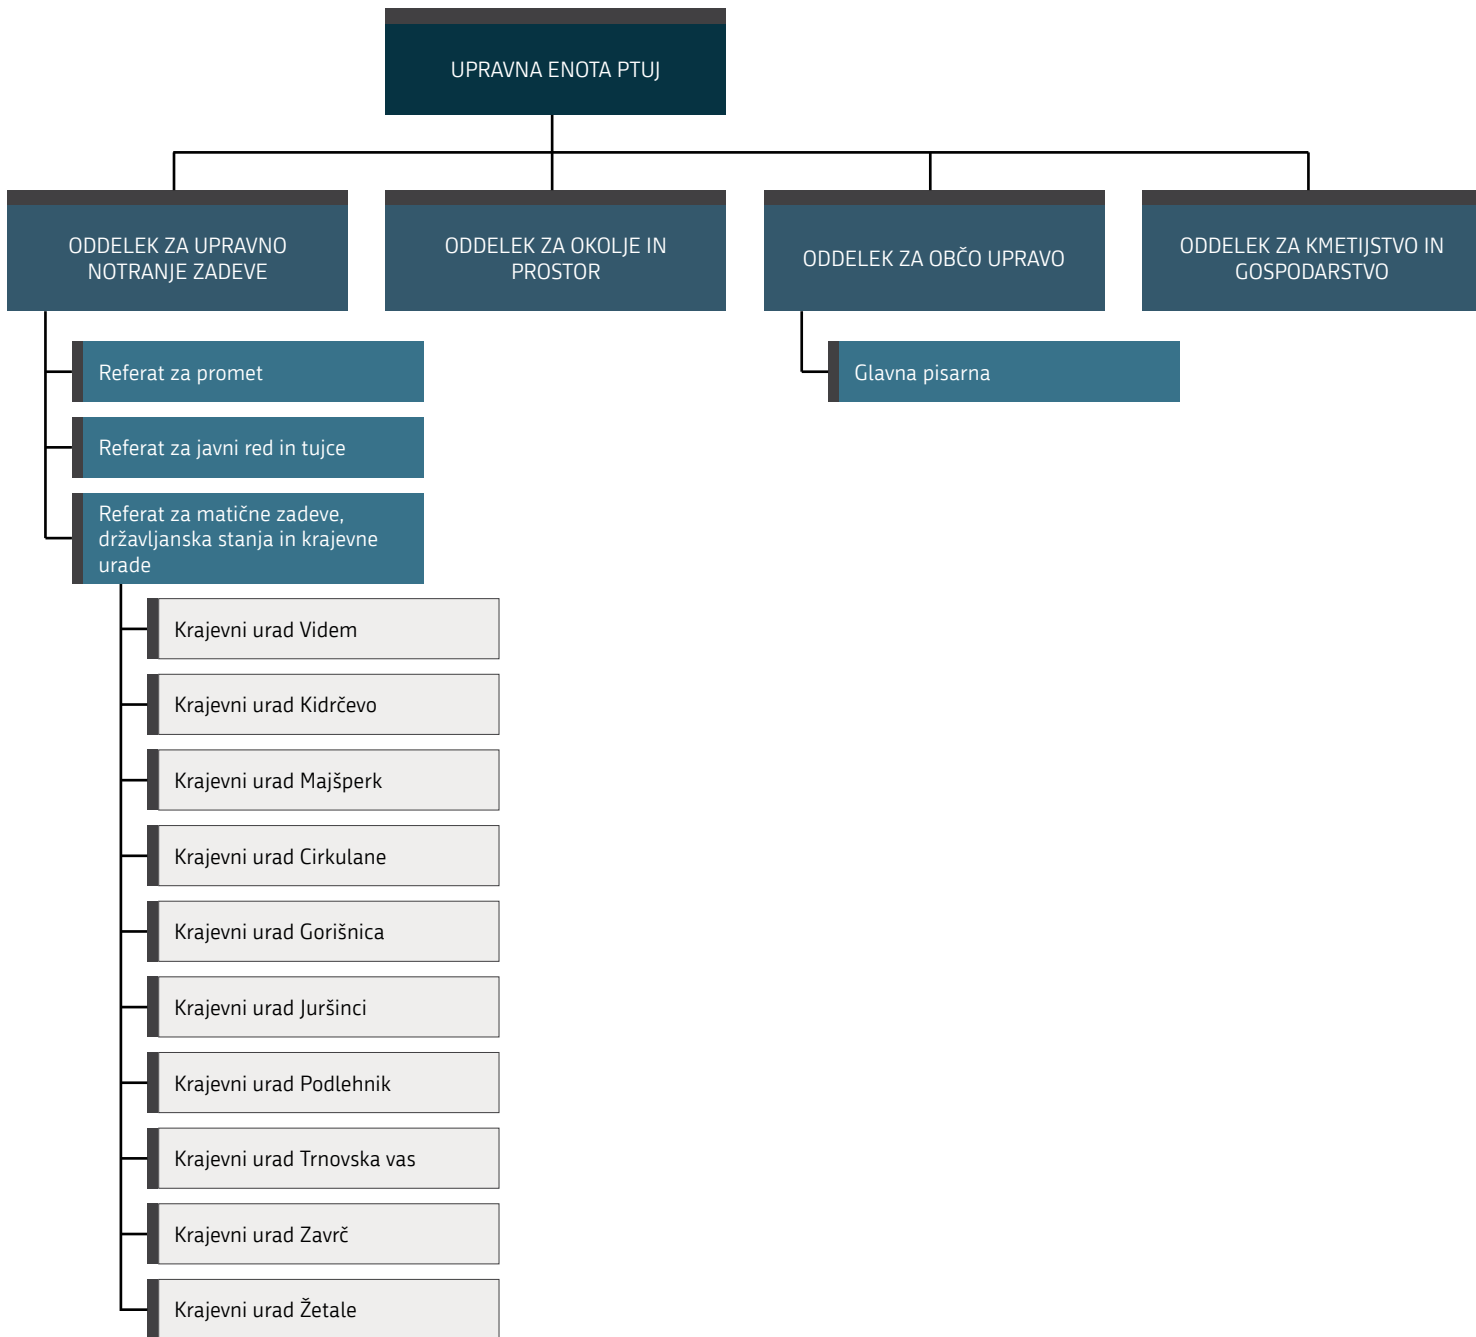 UPRAVNA ENOTA PTUJ
ODDELEK ZA UPRAVNO
NOTRANJE ZADEVE
ODDELEK ZA OKOLJE IN
PROSTOR
ODDELEK ZA OBČO UPRAVO
ODDELEK ZA KMETIJSTVO IN
GOSPODARSTVO
Referat za promet
Glavna pisarna
Referat za javni red in tujce
Referat za matične zadeve,
državljanska stanja in krajevne
urade
Krajevni urad Videm
Krajevni urad Kidrčevo
Krajevni urad Majšperk
Krajevni urad Cirkulane
Krajevni urad Gorišnica
Krajevni urad Juršinci
Krajevni urad Podlehnik
Krajevni urad Trnovska vas
Krajevni urad Zavrč
Krajevni urad Žetale